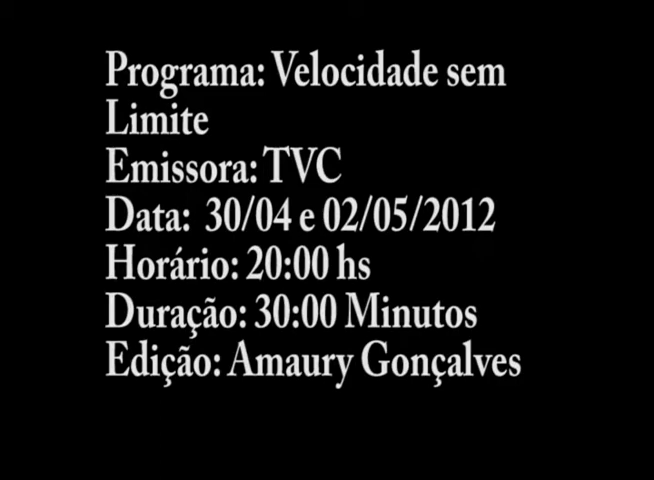 Programa: Velocidade sem
Limite
Emissora: TVC
Data:  30/04 e 02/05/2012
Horário: 20:00 hs
Duração: 30:00 Minutos
Edição: Amaury Gonçalves